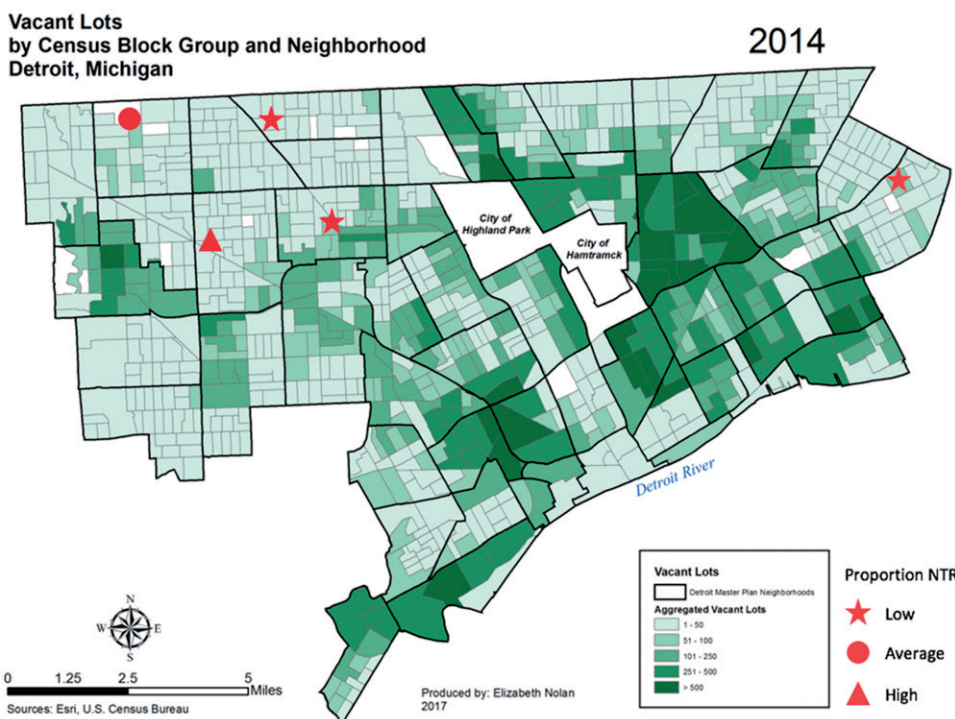 Vacant Lots
by Census Block Group and Neighborhood
Detroit, Michigan
2014
City of
Highland Park
City of
Hamtramck
Detroit River
N
W
E
S
0
1.25
2.5
5
Miles
Sources: Esri, U.S. Census Bureau
Produced by: Elizabeth Nolan
2017
Vacant Lots
Detroit Master Plan Neighborhoods
Aggregated Vacant Lots
1 - 50
51 - 100
101 - 250
251 - 500
> 500
Proportion NTR
Low
Average
High